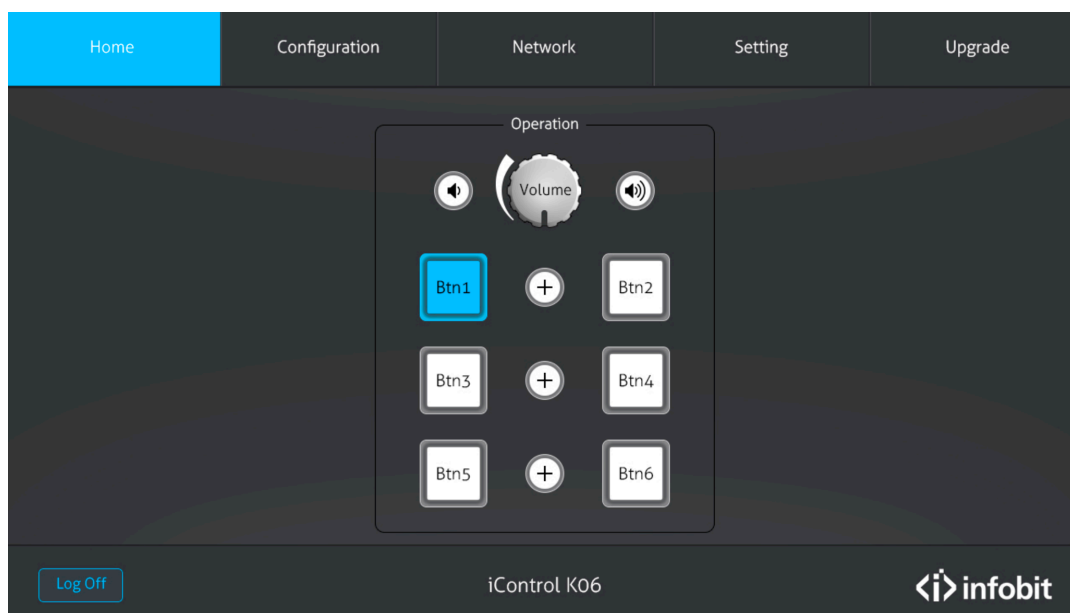 Home Configuration Network Setting Upgrade
Operation
Volume
Btn1 Btn2
Btn3 Btn4
Btn5 Btn6
Log Off iControl K06 <i> infobit